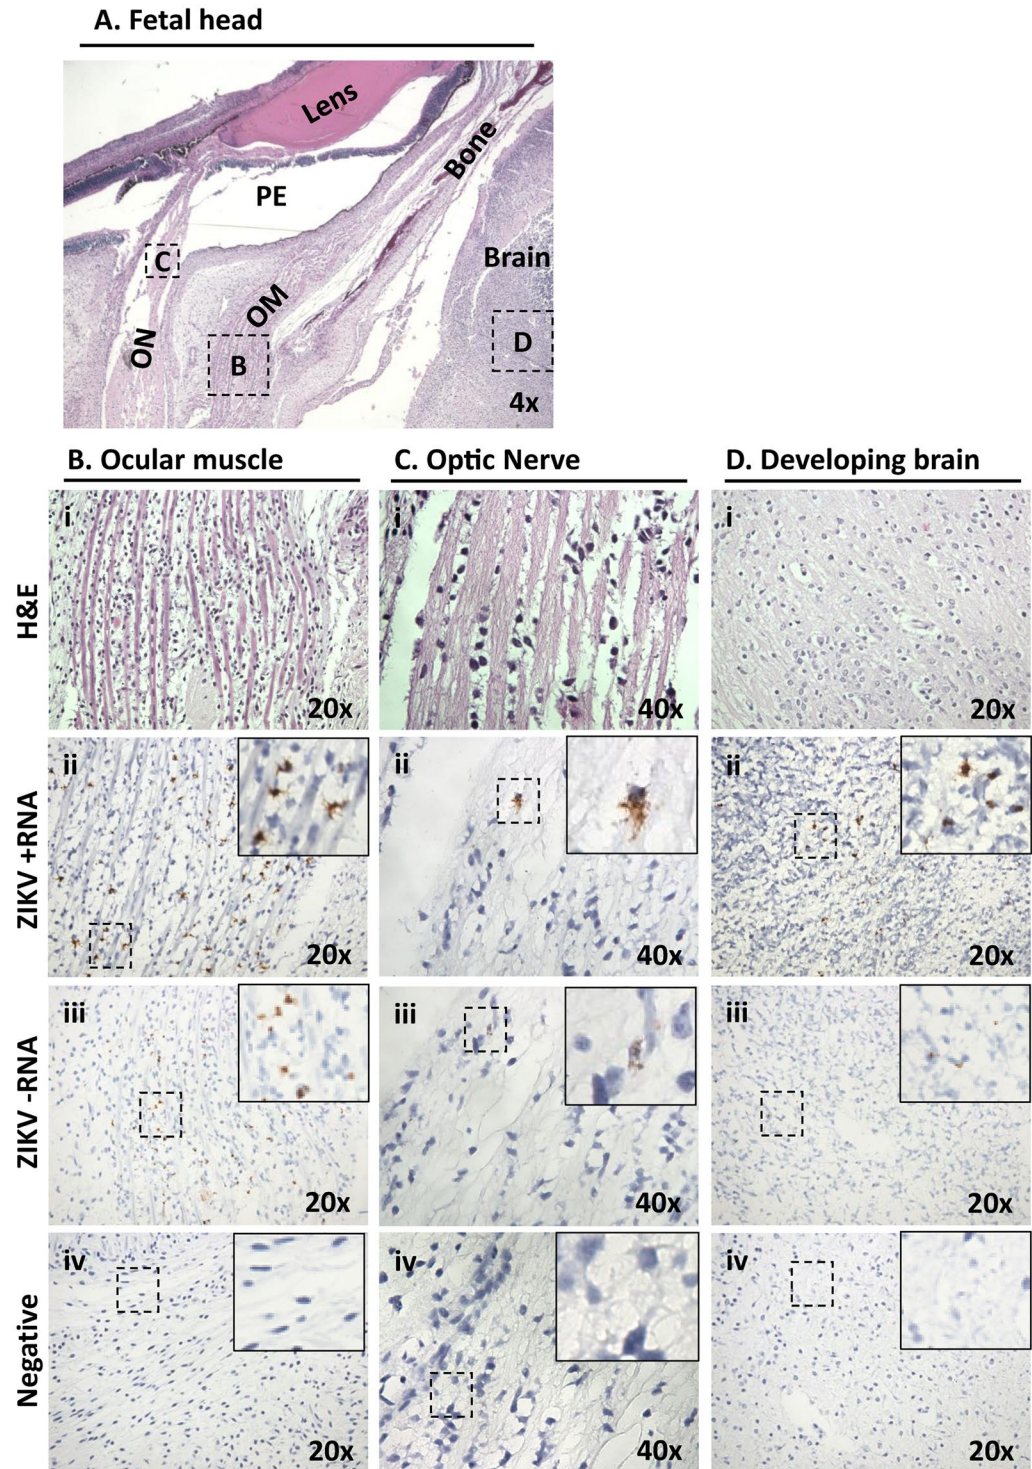 A. Fetal head
Lens
Bone
PE
Brain
C
OM
ON
B
D
4x
B. Ocular muscle
C. Optic Nerve
D. Developing brain
H&E
i
20x
i
40x
i
20x
ZIKV +RNA
ii
20x
ii
40x
ii
20x
ZIKV -RNA
iii
20x
iii
40x
iii
20x
Negative
iv
20x
iv
40x
iv
20x